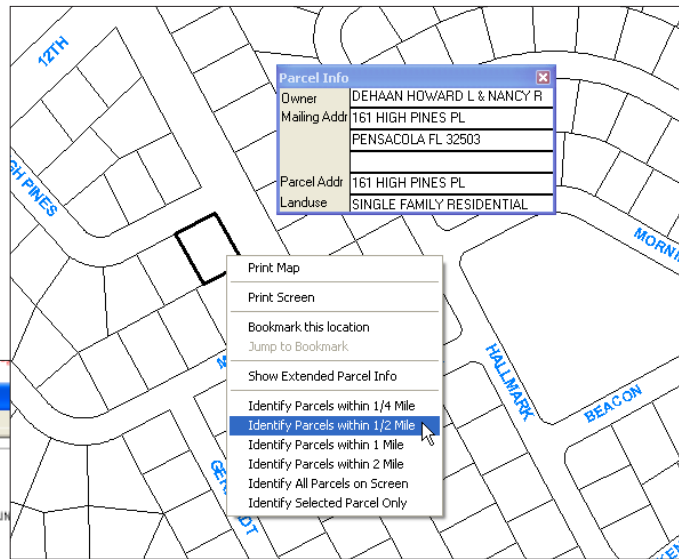 12TH
Parcel Info
Owner DEHAAN HOWARD L & NANCY R
Mailing Addr 161 HIGH PINES PL
PENSACOLA FL 32503
Parcel Addr 161 HIGH PINES PL
Landuse SINGLE FAMILY RESIDENTIAL
GH PINES
MORNI
Print Map
Print Screen
Bookmark this location
Jump to Bookmark
Show Extended Parcel Info
Identify Parcels within 1/4 Mile
Identify Parcels within 1/2 Mile
Identify Parcels within 1 Mile
Identify Parcels within 2 Mile
Identify All Parcels on Screen
Identify Selected Parcel Only
HALLMARK
BEACON